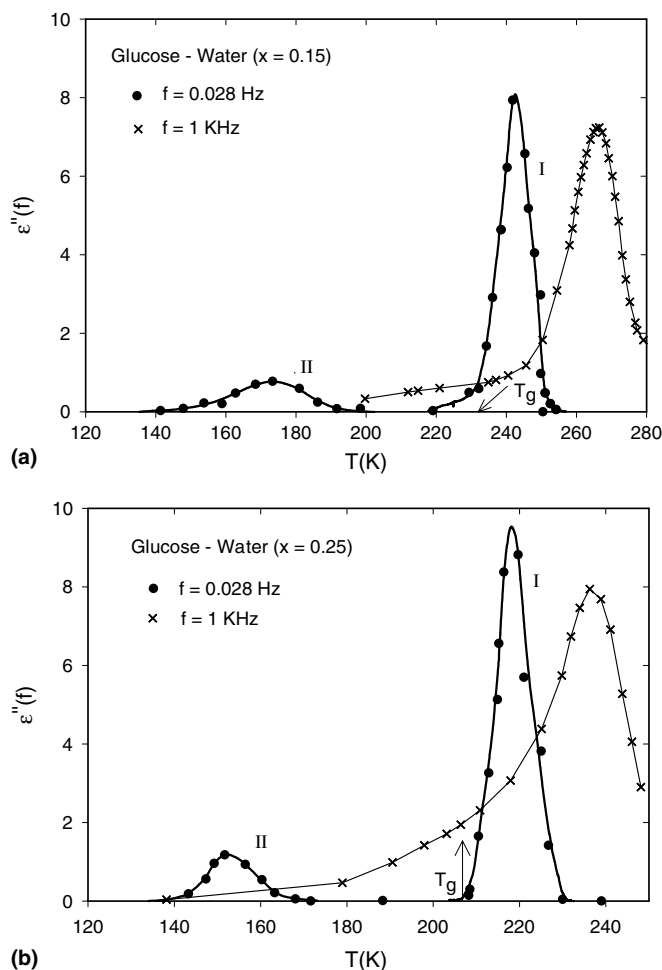 10
8
6
4
2
0
ε"(f)
Glucose - Water (x = 0.15)
● f = 0.028 Hz
× f = 1 KHz
I
II
Tg
120 140 160 180 200 220 240 260 280
(a)
T(K)
10
8
6
4
2
0
ε"(f)
Glucose - Water (x = 0.25)
● f = 0.028 Hz
× f = 1 KHz
I
II
Tg
120 140 160 180 200 220 240
(b)
T(K)